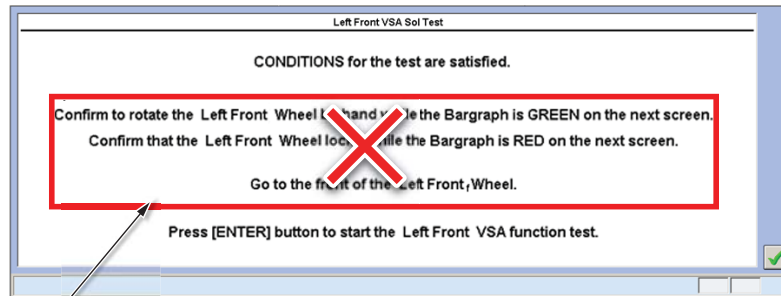 Left Front VSA Sol Test
CONDITIONS for the test are satisfied.
Confirm to rotate the Left Front Wheel hand the Bargraph is GREEN on the next screen.
Confirm that the Left Front Wheel the Bargraph is RED on the next screen.
Go to the front of the Left Front Wheel.
Press [ENTER] button to start the Left Front VSA function test.